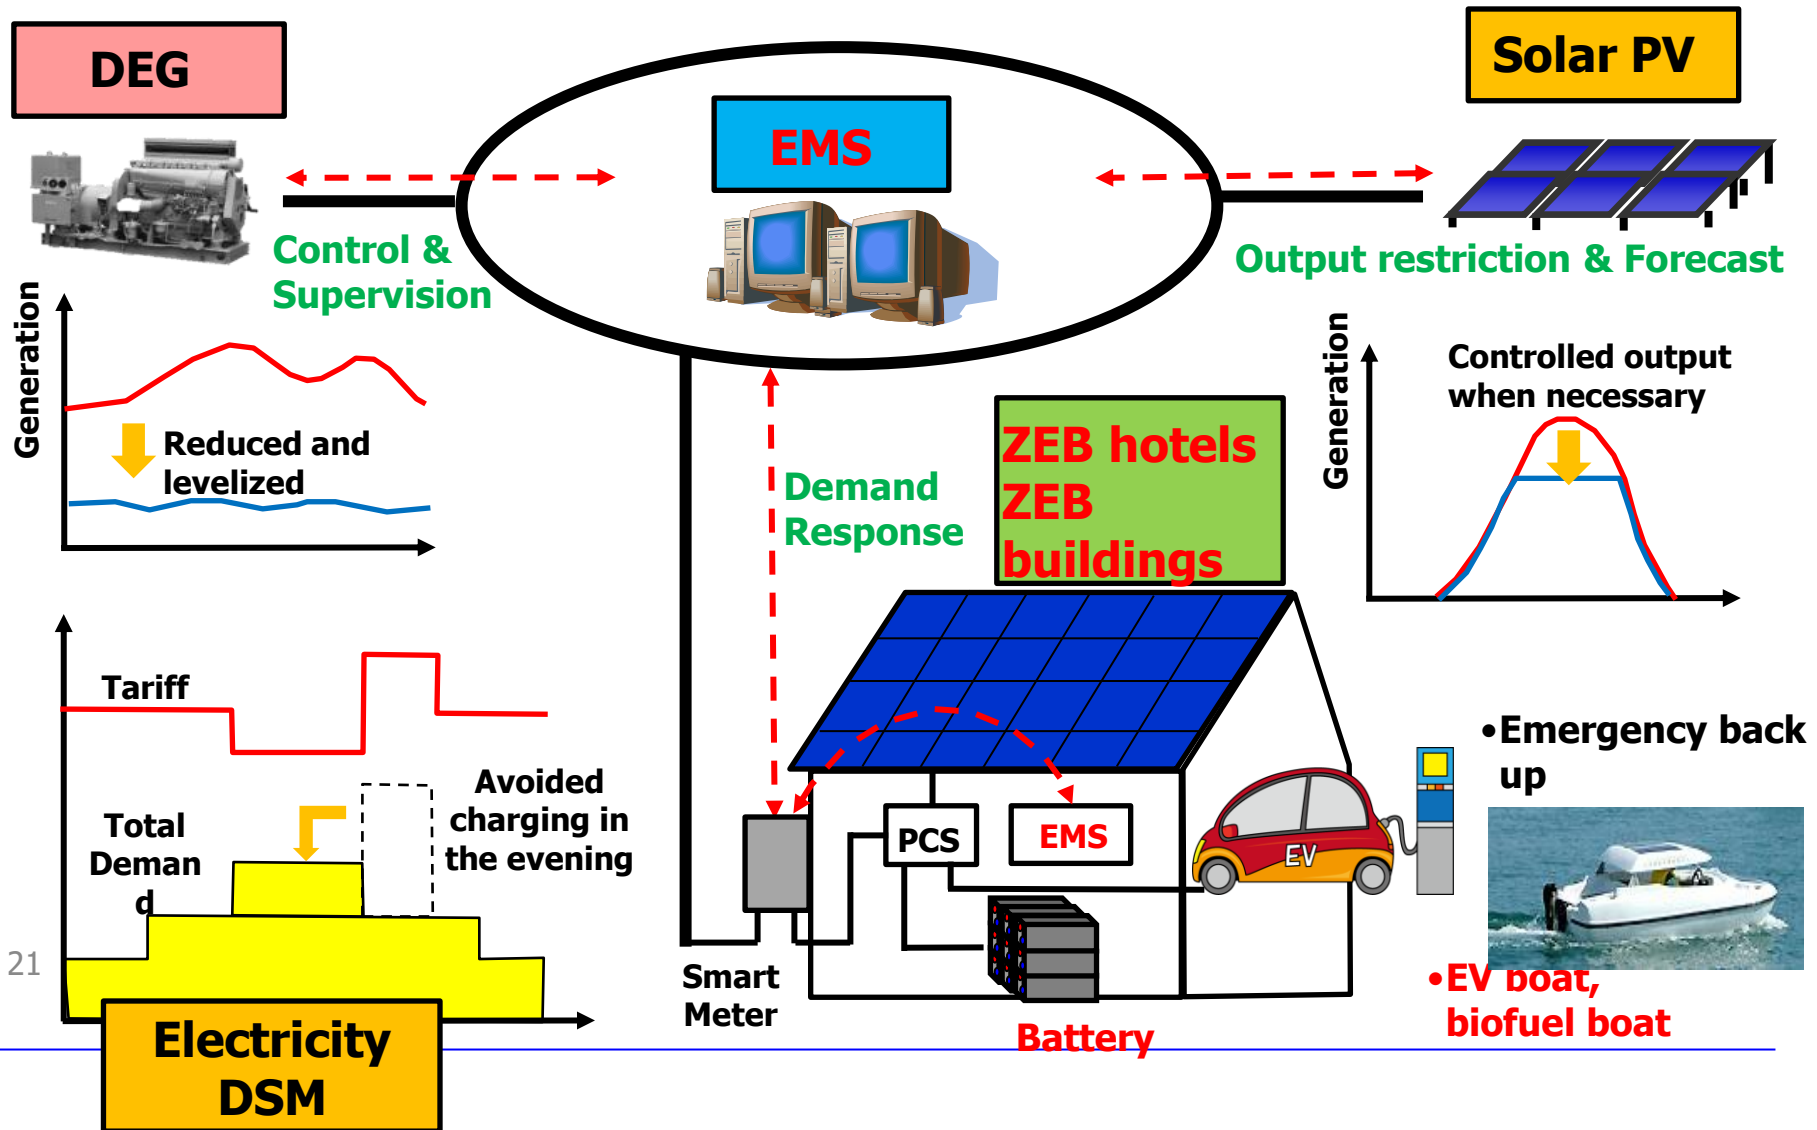 DEG
Solar PV
EMS
Control &
Supervision
Output restriction & Forecast
Generation
Reduced and
levelized
Generation
Controlled output
when necessary
Demand
Response
ZEB hotels
ZEB
buildings
Tariff
Total
Deman
d
Avoided
charging in
the evening
PCS
EMS
EV
•Emergency back
up
21
Smart
Meter
Battery
•EV boat,
biofuel boat
Electricity
DSM